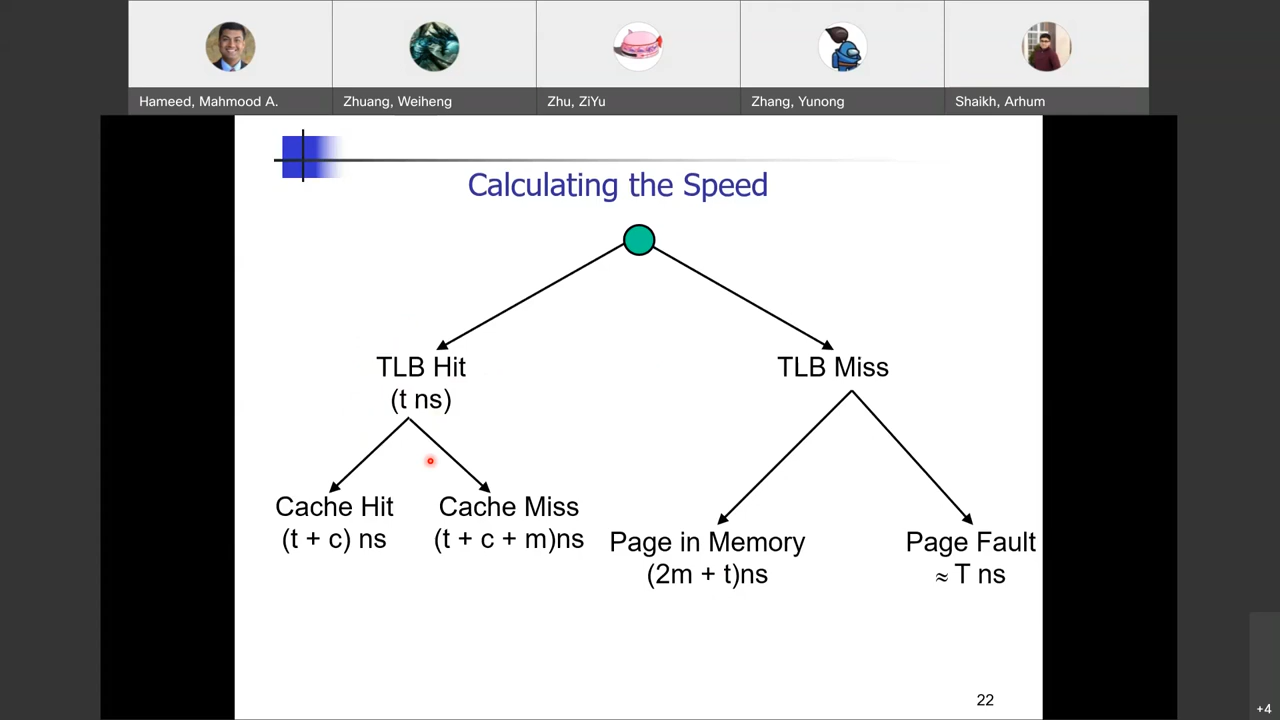 Hameed, Mahmood A.
Zhuang, Weiheng
Zhu, ZiYu
Zhang, Yunong
Shaikh, Arhum
Calculating the Speed
TLB Hit
(t ns)
TLB Miss
Cache Hit
(t + c) ns
Cache Miss
(t + c + m)ns
Page in Memory
(2m + t)ns
Page Fault
≈ T ns
22
+4